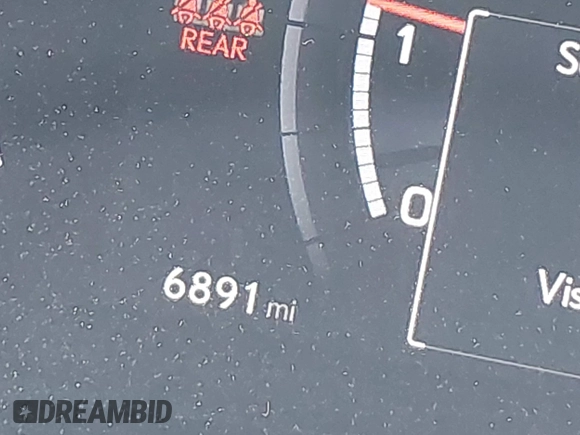 REAR
1
0
6891 mi
DREAMBID